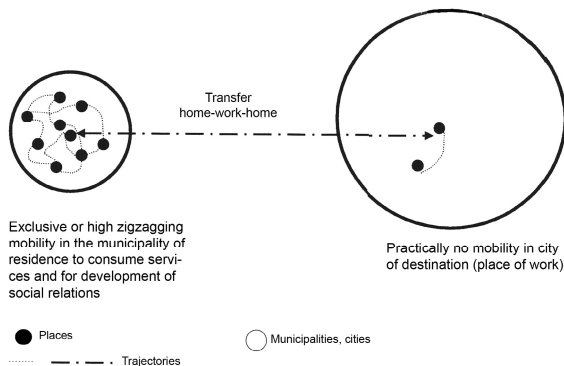 Transfer
home-work-home
Exclusive or high zigzagging
mobility in the municipality of
residence to consume servi-
ces and for development of
social relations
Practically no mobility in city
of destination (place of work)
Places
Municipalities, cities
Trajectories